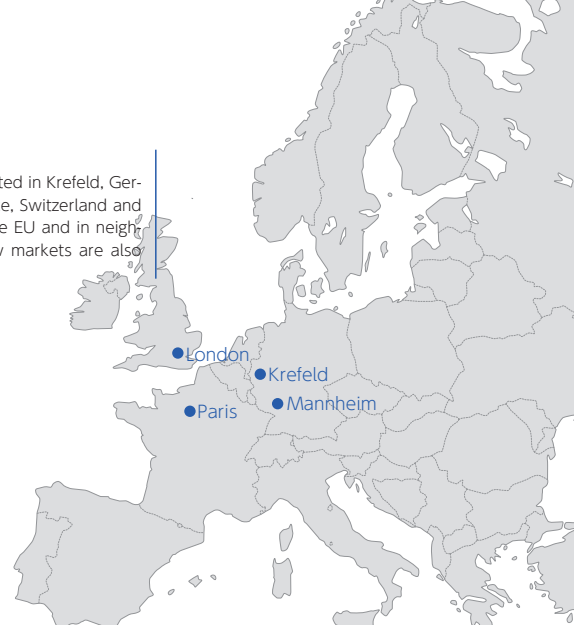 ted in Krefeld, Ger-
e, Switzerland and
e EU and in neigh-
markets are also
London
Krefeld
Mannheim
Paris